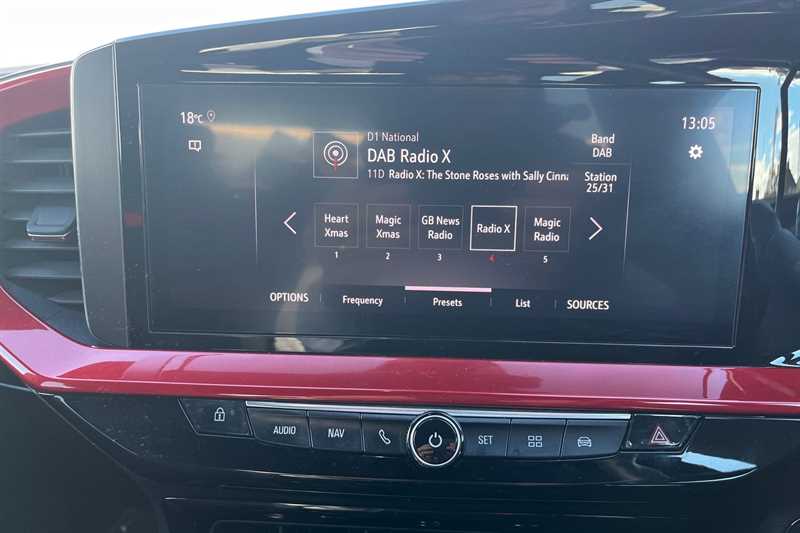 18°C
13:05
D1 National
DAB Radio X
11D Radio X: The Stone Roses with Sally Cinna
Band
DAB
Station
25/31
Heart
Xmas
Magic
Xmas
GB News
Radio
Radio X
Magic
Radio
1 2 3 4 5
OPTIONS Frequency Presets List SOURCES
AUDIO NAV SET